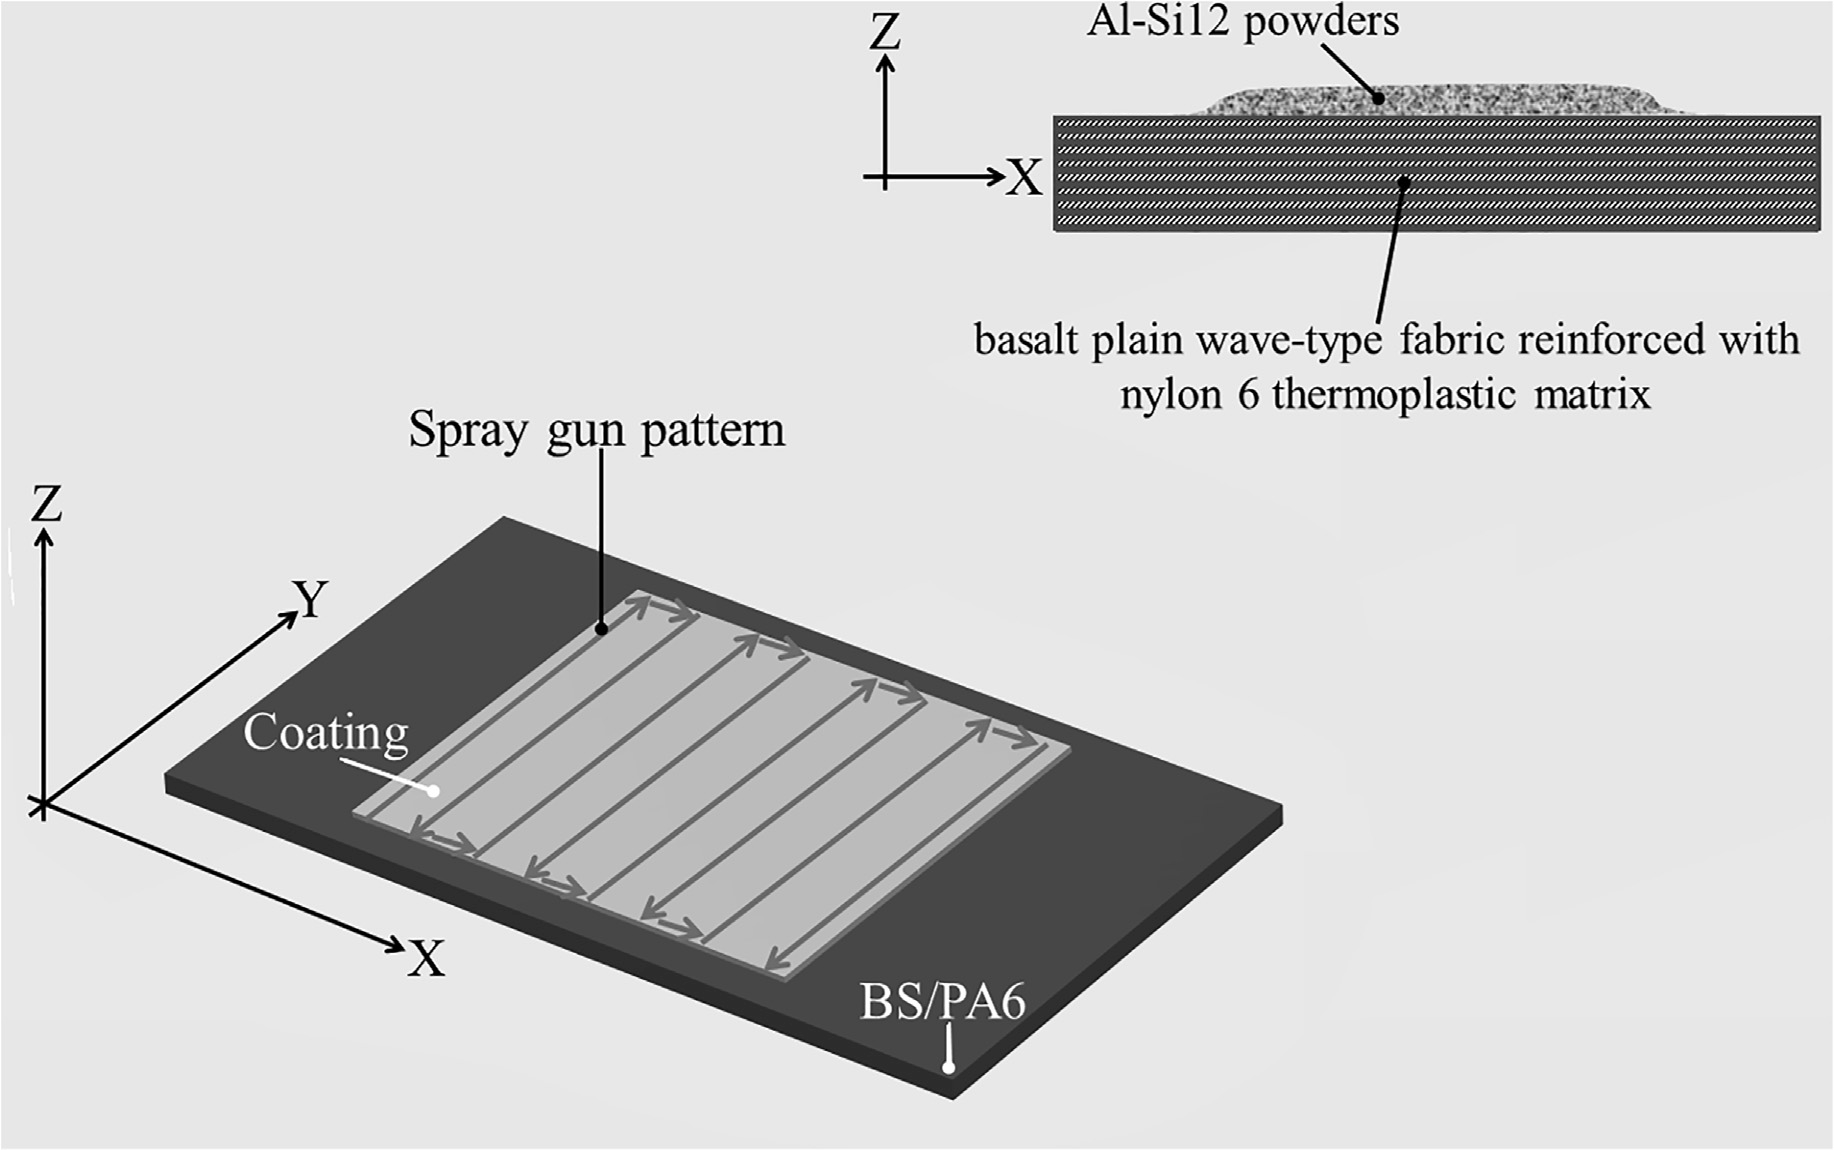 Al-Si12 powders
Z
X
basalt plain wave-type fabric reinforced with
nylon 6 thermoplastic matrix
Spray gun pattern
Z
Y
Coating
X
BS/PA6